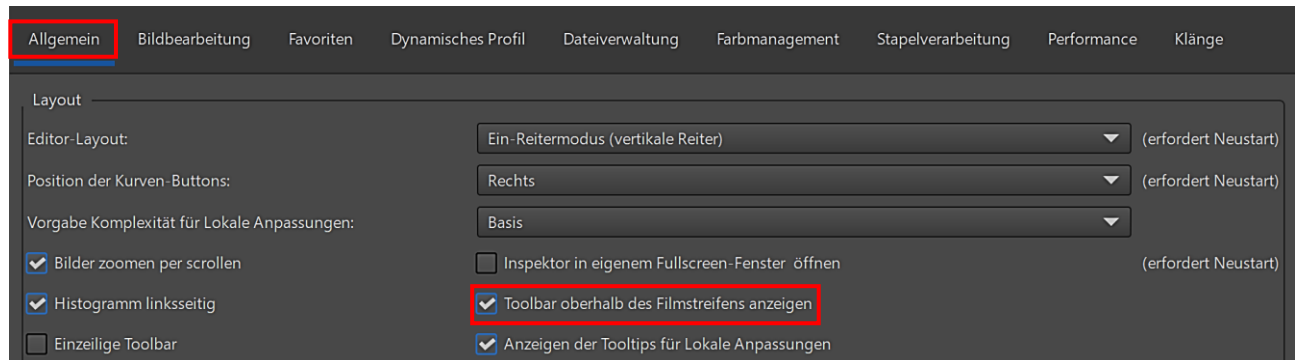 Allgemein Bildbearbeitung Favoriten Dynamisches Profil Dateiverwaltung Farbmanagement Stapelverarbeitung Performance Klänge
Layout
Editor-Layout: Ein-Reitermodus (vertikale Reiter) (erfordert Neustart)
Position der Kurven-Buttons: Rechts (erfordert Neustart)
Vorgabe Komplexität für Lokale Anpassungen: Basis
Bilder zoomen per scrollen Inspektor in eigenem Fullscreen-Fenster öffnen (erfordert Neustart)
Histogramm linksseitig Toolbar oberhalb des Filmstreifens anzeigen
Einzeilige Toolbar Anzeigen der Tooltips für Lokale Anpassungen